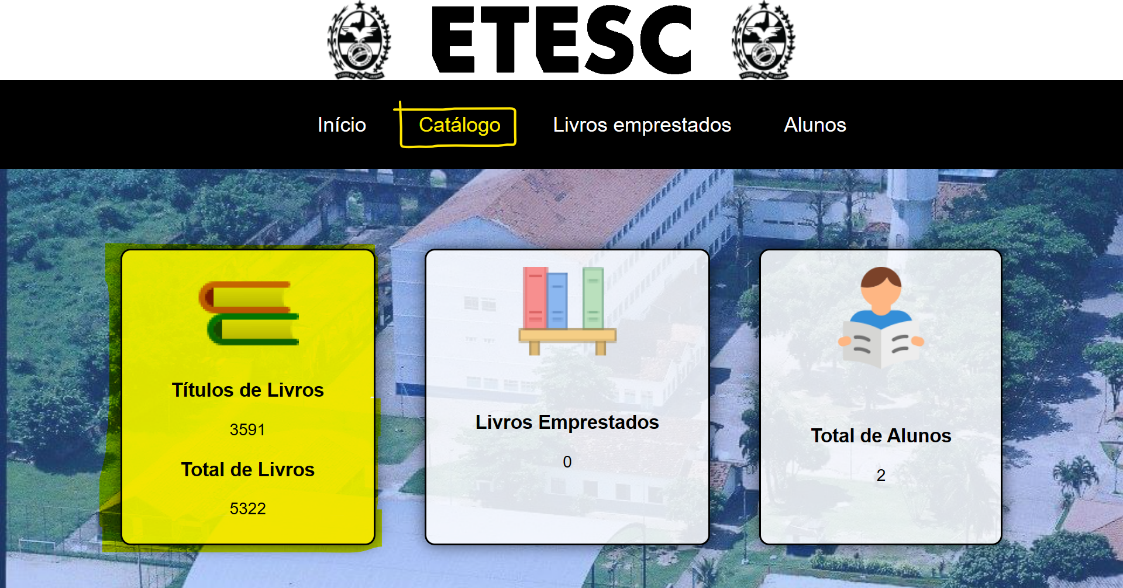 ETESC
Início Catálogo Livros emprestados Alunos
Títulos de Livros
3591
Total de Livros
5322
Livros Emprestados
0
Total de Alunos
2